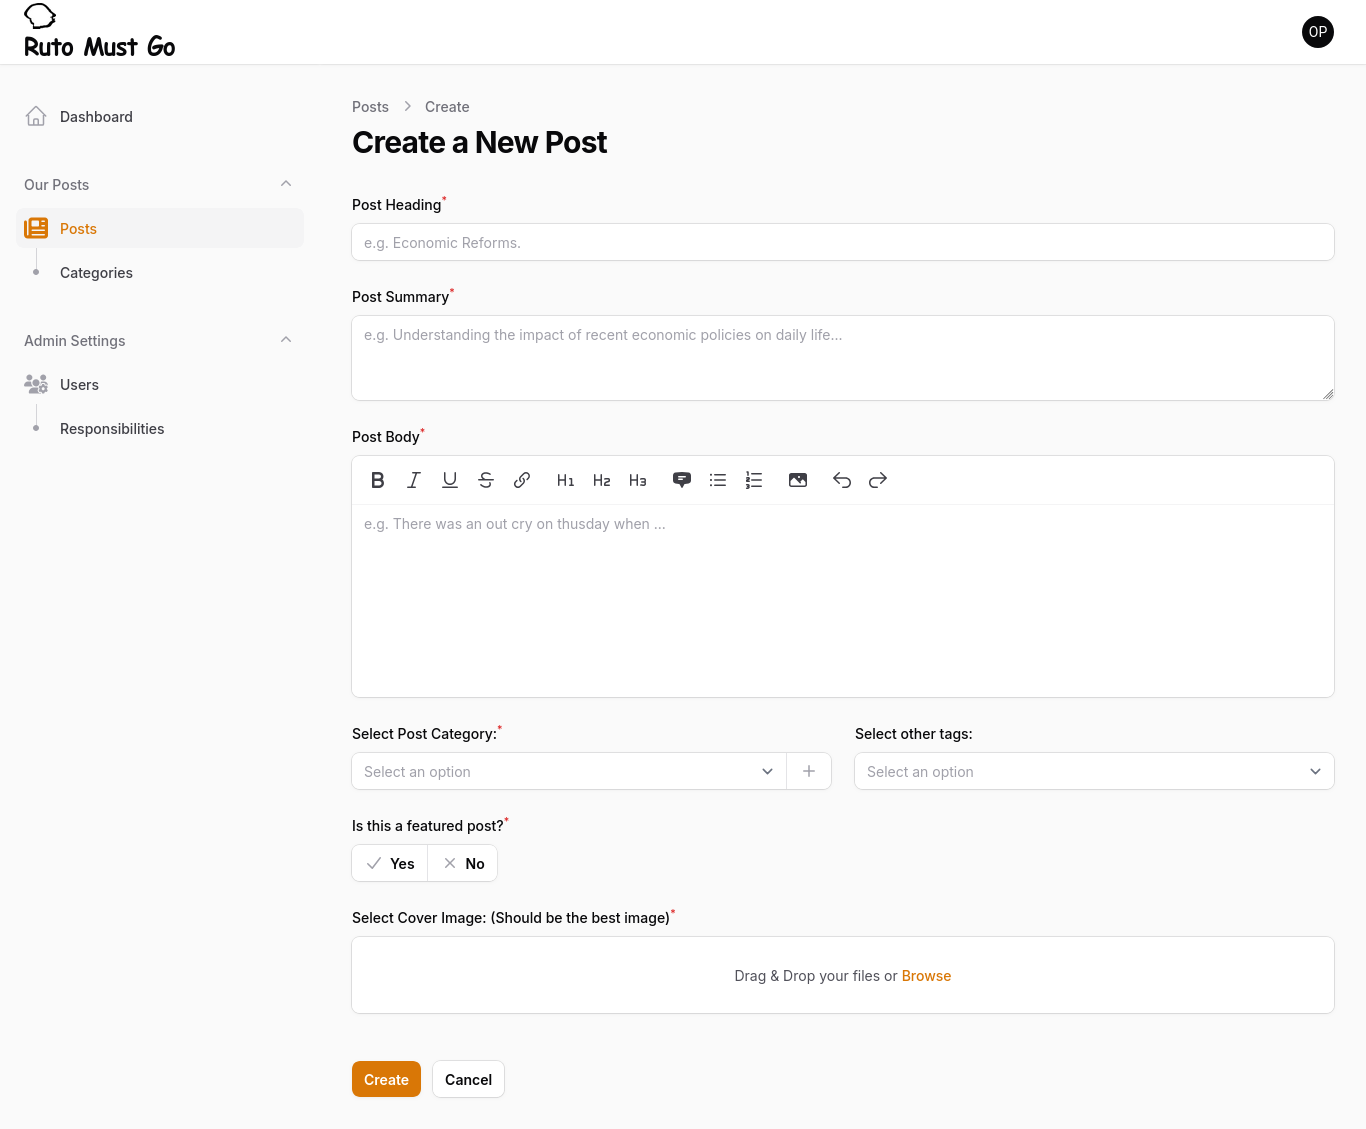 Ruto Must Go
OP
Dashboard
Our Posts
Posts
Categories
Admin Settings
Users
Responsibilities
Posts > Create
Create a New Post
Post Heading*
e.g. Economic Reforms.
Post Summary*
e.g. Understanding the impact of recent economic policies on daily life...
Post Body*
B I U S H1 H2 H3
e.g. There was an out cry on thusday when ...
Select Post Category:*
Select an option
Select other tags:
Select an option
Is this a featured post?*
Yes No
Select Cover Image: (Should be the best image)*
Drag & Drop your files or Browse
Create Cancel